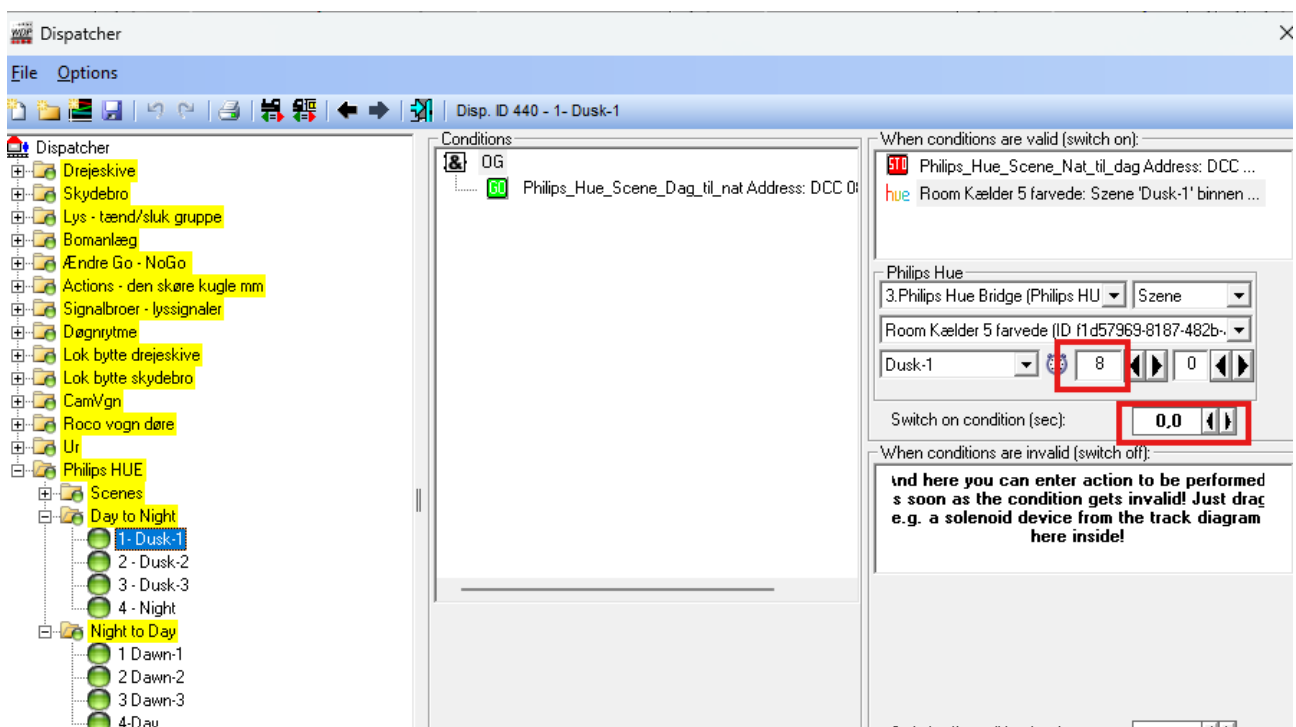 WDP Dispatcher
File Options
Disp. ID 440 - 1- Dusk-1
Dispatcher
Drejeskive
Skydebro
Lys - tænd/sluk gruppe
Bomanlæg
Ændre Go - NoGo
Actions - den skøre kugle mm
Signalbroer - lyssignaler
Døgnrytme
Lok bytte drejeskive
Lok bytte skydebro
CamVgn
Roco vogn døre
Ur
Philips HUE
Scenes
Day to Night
1- Dusk-1
2 - Dusk-2
3 - Dusk-3
4 - Night
Night to Day
1 Dawn-1
2 Dawn-2
3 Dawn-3
4-Day
Conditions
& OG
GO Philips_Hue_Scene_Dag_til_nat Address: DCC
When conditions are valid (switch on):
STO Philips_Hue_Scene_Nat_til_dag Address: DCC ...
hue Room Kælder 5 farvede: Szene 'Dusk-1' binnen ...
Philips Hue
3.Philips Hue Bridge (Philips HU Szene
Room Kælder 5 farvede (ID f1d57969-8187-482b-
Dusk-1 8 0
Switch on condition (sec): 0,0
When conditions are invalid (switch off):
And here you can enter action to be performed
s soon as the condition gets invalid! Just drag
e.g. a solenoid device from the track diagram
here inside!